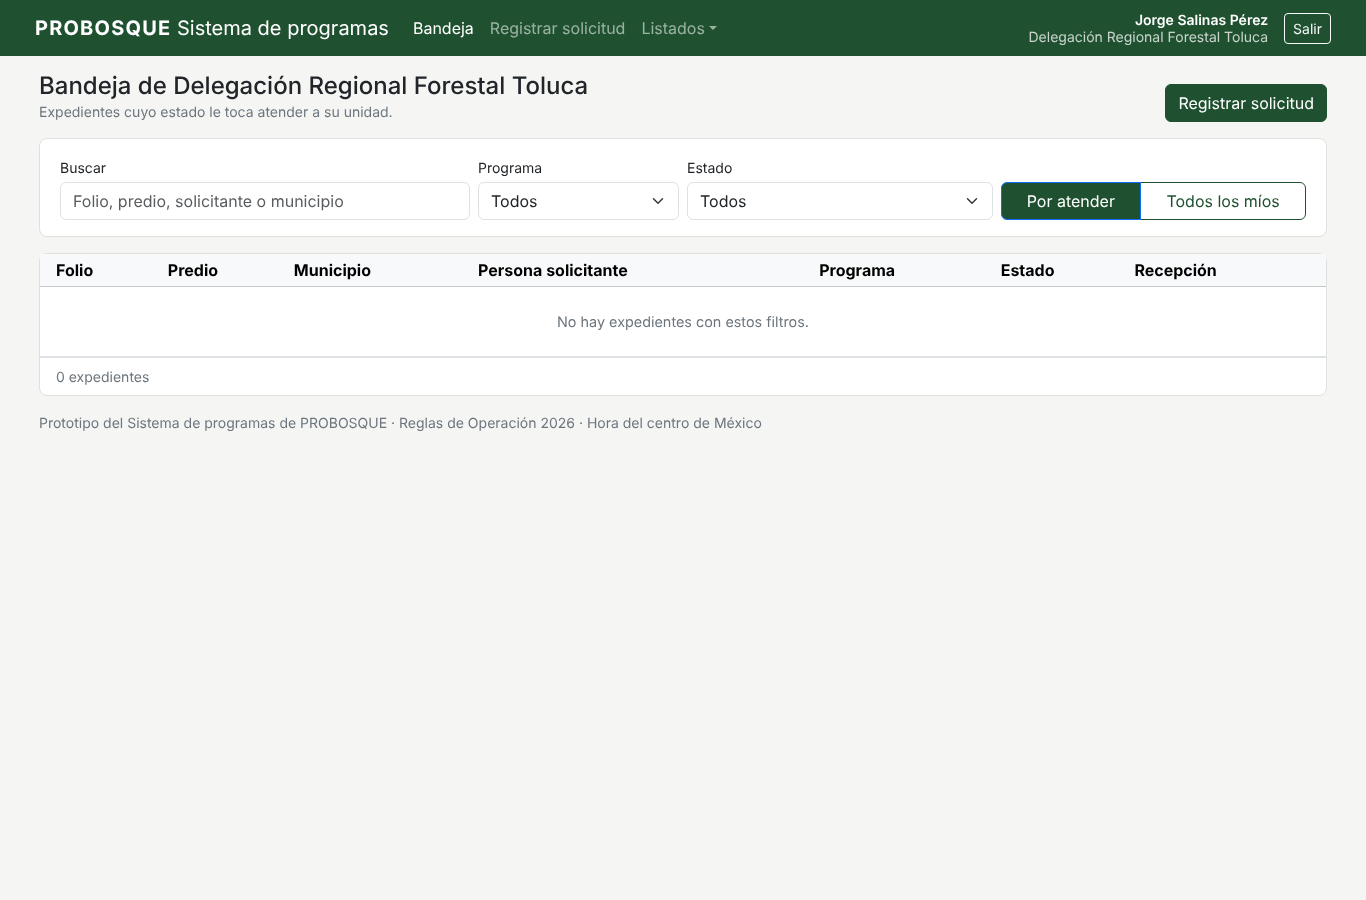 PROBOSQUE Sistema de programas Bandeja Registrar solicitud Listados
Jorge Salinas Pérez
Delegación Regional Forestal Toluca
Salir
Bandeja de Delegación Regional Forestal Toluca
Expedientes cuyo estado le toca atender a su unidad.
Registrar solicitud
Buscar Programa Estado
Folio, predio, solicitante o municipio Todos Todos Por atender Todos los míos
Folio Predio Municipio Persona solicitante Programa Estado Recepción
No hay expedientes con estos filtros.
0 expedientes
Prototipo del Sistema de programas de PROBOSQUE · Reglas de Operación 2026 · Hora del centro de México